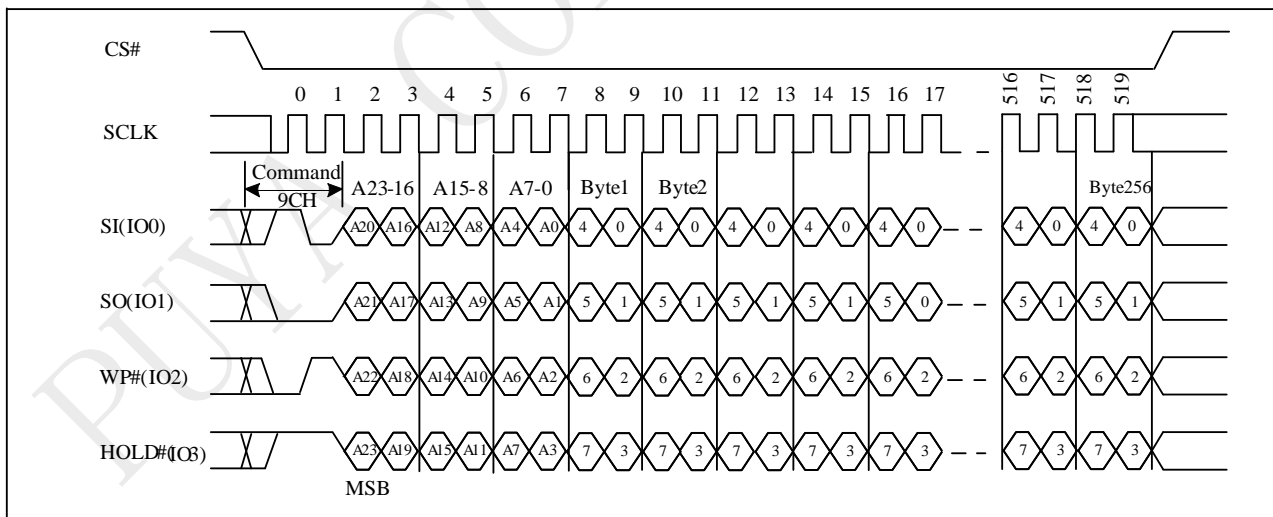 CS#
0 1 2 3 4 5 6 7 8 9 10 11 12 13 14 15 16 17 516 517 518 519
SCLK
Command
9CH
A23-16 A15-8 A7-0 Byte1 Byte2 Byte256
SI(IO0) A20 A16 A12 A8 A4 A0 4 0 4 0 4 0 4 0 4 0 4 0 4 0
SO(IO1) A21 A17 A13 A9 A5 A1 5 1 5 1 5 1 5 1 5 0 5 1 5 1
WP#(IO2) A22 A18 A14 A10 A6 A2 6 2 6 2 6 2 6 2 6 2 6 2 6 2
HOLD#(IO3) A23 A19 A15 A11 A7 A3 7 3 7 3 7 3 7 3 7 3 7 3 7 3
MSB